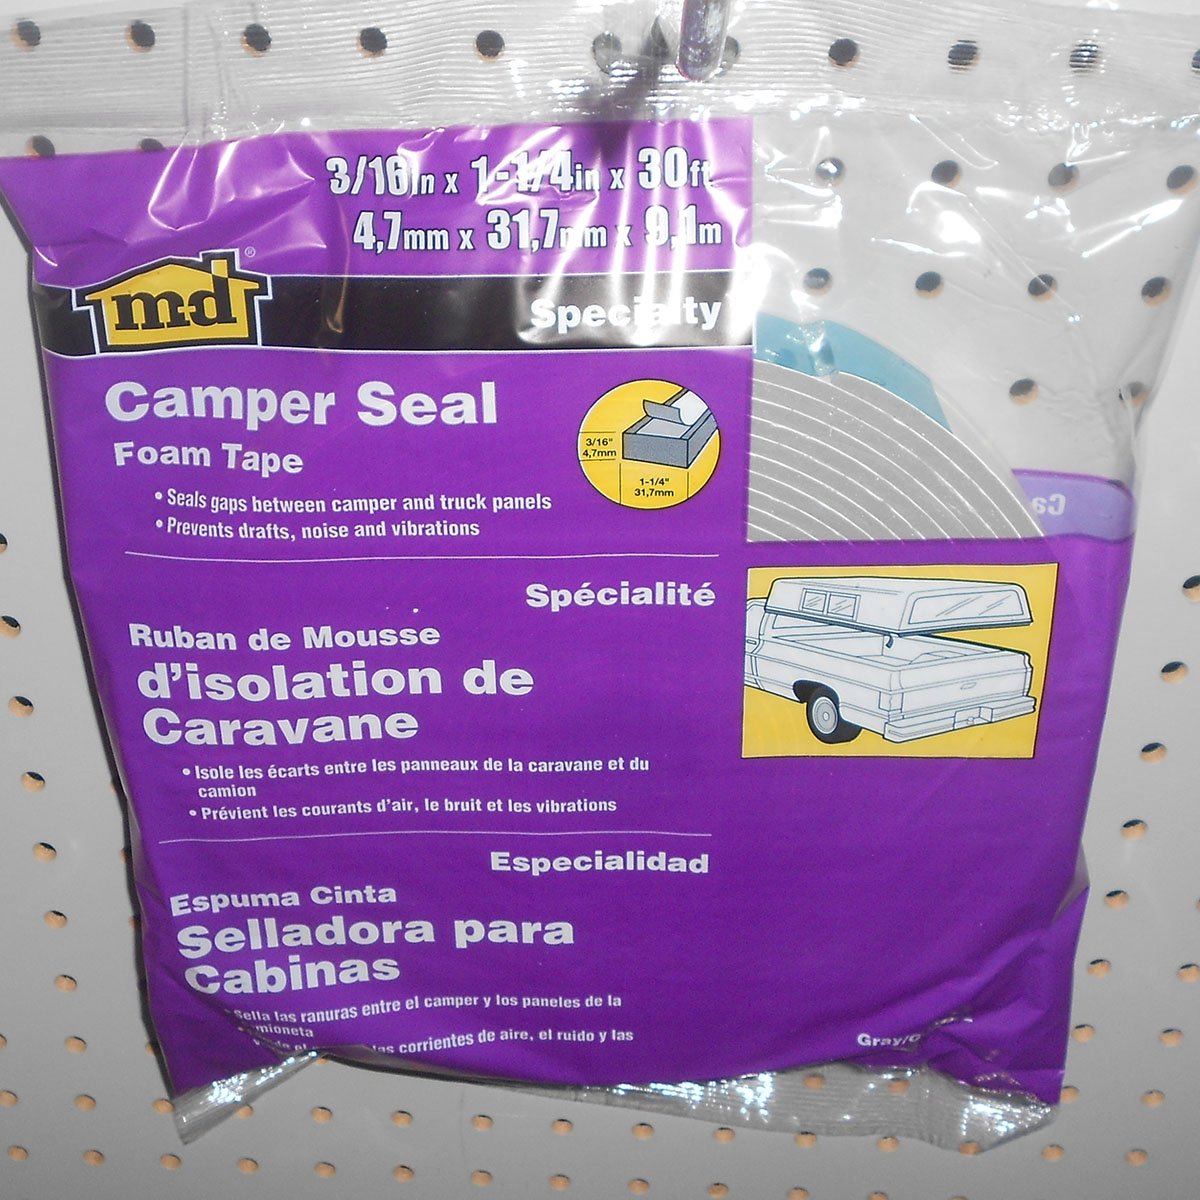 3/16in x 1-1/4in x 30ft
4,7mm x 31,7mm x 9,1m
m-d ®
Specialty
Camper Seal
Foam Tape
• Seals gaps between camper and truck panels
• Prevents drafts, noise and vibrations
3/16"
4,7mm
1-1/4"
31,7mm
Spécialité
Ruban de Mousse
d'isolation de
Caravane
• Isole les écarts entre les panneaux de la caravane et du
camion
• Prévient les courants d'air, le bruit et les vibrations
Especialidad
Espuma Cinta
Selladora para
Cabinas
Sella las ranuras entre el camper y los paneles de la
corrientes de aire, el ruido y las
Gray/